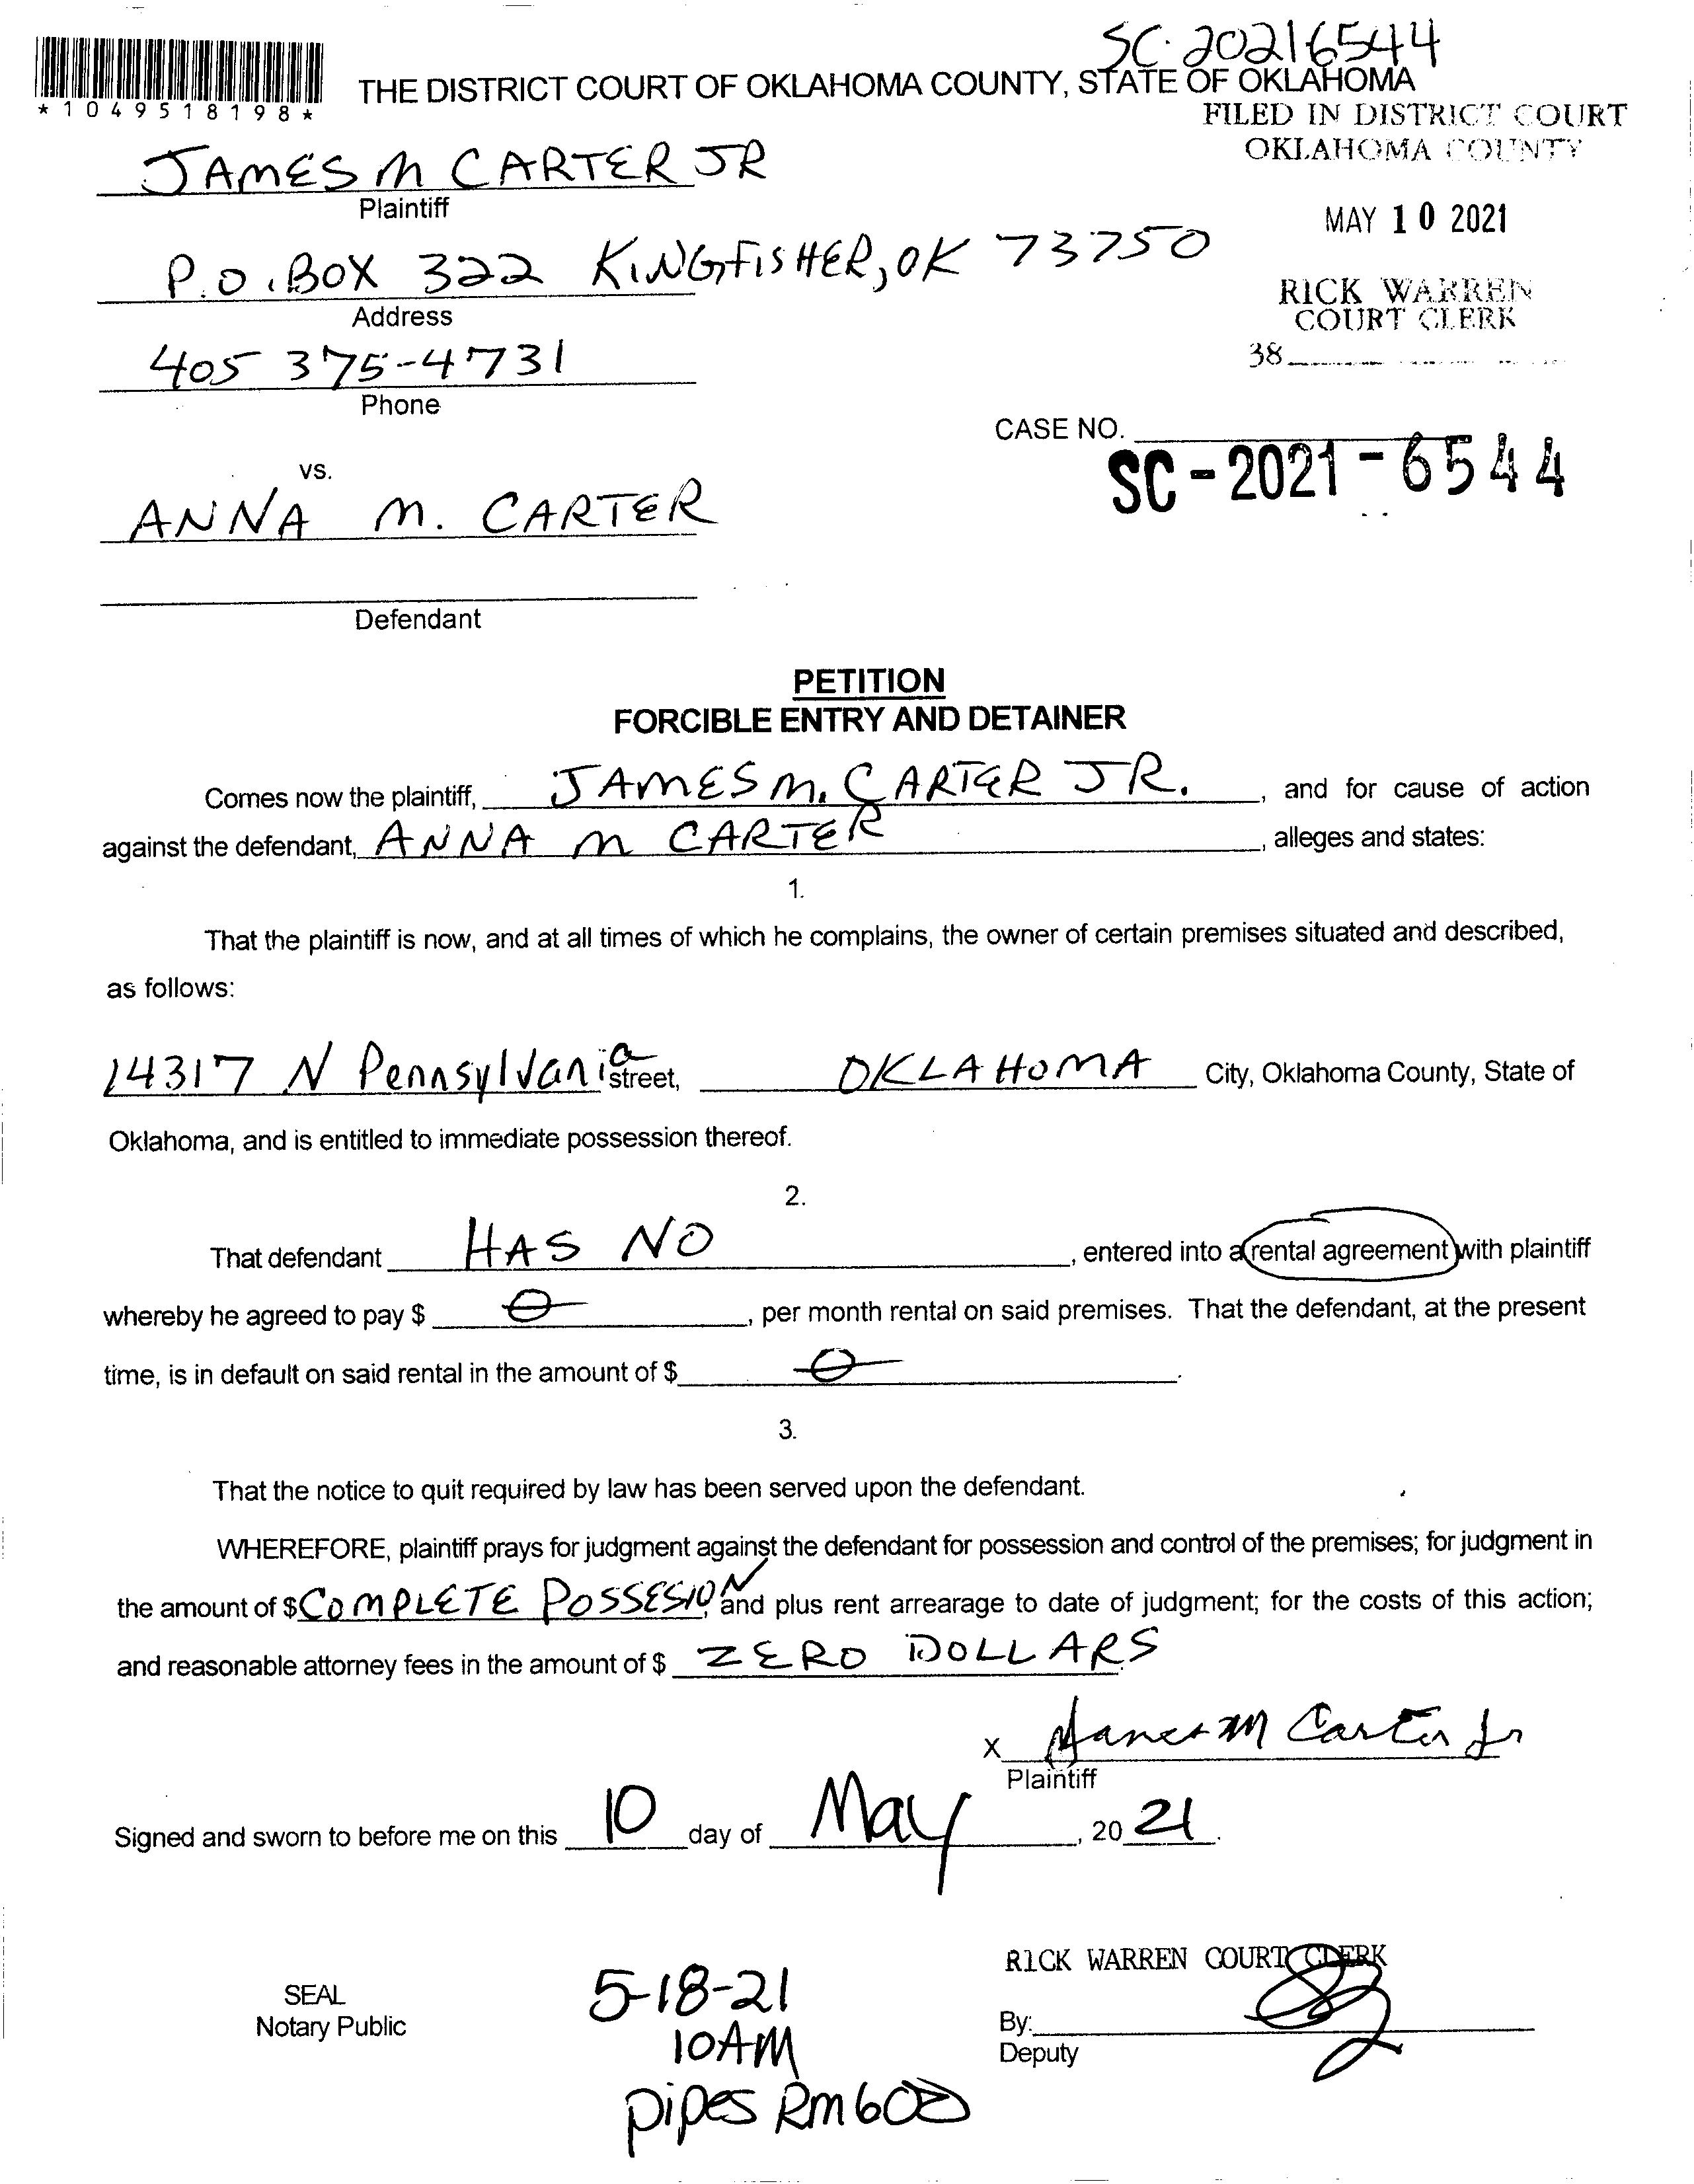 SC·20216544
*1049518198*
THE DISTRICT COURT OF OKLAHOMA COUNTY, STATE OF OKLAHOMA
FILED IN DISTRICT COURT
OKLAHOMA COUNTY
JAMES M CARTER JR
Plaintiff
MAY 10 2021
P.O. BOX 322 KINGFISHER, OK 73750
Address
RICK WARREN
COURT CLERK
38
405 375-4731
Phone
CASE NO.
SC-2021-6544
vs.
ANNA M. CARTER
Defendant
PETITION
FORCIBLE ENTRY AND DETAINER
Comes now the plaintiff, JAMES M. CARTER JR. , and for cause of action
against the defendant, ANNA M CARTER , alleges and states:
1.
That the plaintiff is now, and at all times of which he complains, the owner of certain premises situated and described,
as follows:
14317 N Pennsylvania street, OKLAHOMA City, Oklahoma County, State of
Oklahoma, and is entitled to immediate possession thereof.
2.
That defendant HAS NO , entered into a rental agreement with plaintiff
whereby he agreed to pay $ 0 , per month rental on said premises. That the defendant, at the present
time, is in default on said rental in the amount of $ 0 .
3.
That the notice to quit required by law has been served upon the defendant.
WHEREFORE, plaintiff prays for judgment against the defendant for possession and control of the premises; for judgment in
the amount of $ COMPLETE POSSESION, and plus rent arrearage to date of judgment; for the costs of this action;
and reasonable attorney fees in the amount of $ ZERO DOLLARS.
x James M Carter Jr
Plaintiff
Signed and sworn to before me on this 10 day of May, 2021.
RICK WARREN COURT CLERK
SEAL
Notary Public
5-18-21
10AM
Pipes Rm 600
By:
Deputy